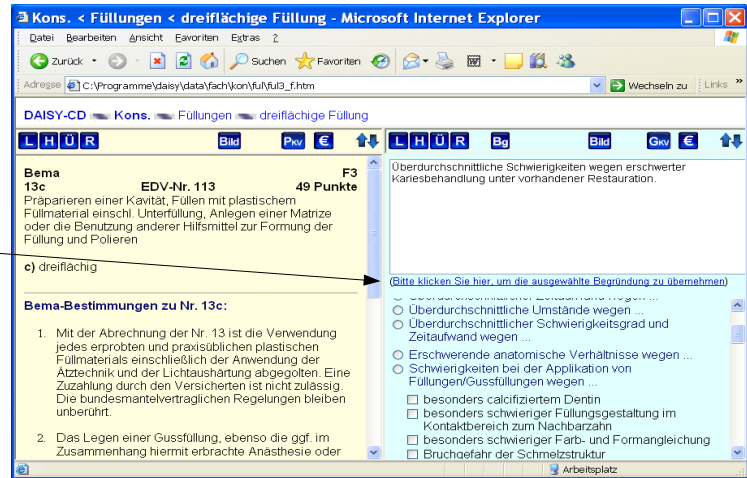 Kons. < Füllungen < dreiflächige Füllung - Microsoft Internet Explorer
Datei Bearbeiten Ansicht Favoriten Extras ?
Zurück Suchen Favoriten
Adresse C:\Programme\daisy\data\fach\kon\ful\ful3_f.htm Wechseln zu Links »
DAISY-CD Kons. Füllungen dreiflächige Füllung
L H Ü R Bild PKV €
Bema F3
13c EDV-Nr. 113 49 Punkte
Präparieren einer Kavität, Füllen mit plastischem
Füllmaterial einschl. Unterfüllung, Anlegen einer Matrize
oder die Benutzung anderer Hilfsmittel zur Formung der
Füllung und Polieren
c) dreiflächig
Bema-Bestimmungen zu Nr. 13c:
1. Mit der Abrechnung der Nr. 13 ist die Verwendung
jedes erprobten und praxisüblichen plastischen
Füllmaterials einschließlich der Anwendung der
Ätztechnik und der Lichtaushärtung abgegolten. Eine
Zuzahlung durch den Versicherten ist nicht zulässig.
Die bundesmantelvertraglichen Regelungen bleiben
unberührt.
2. Das Legen einer Gussfüllung, ebenso die ggf. im
Zusammenhang hiermit erbrachte Anästhesie oder
L H Ü R Bg Bild GKV €
Überdurchschnittliche Schwierigkeiten wegen erschwerter
Kariesbehandlung unter vorhandener Restauration.
(Bitte klicken Sie hier, um die ausgewählte Begründung zu übernehmen)
Überdurchschnittlicher Zeitaufwand wegen ...
Überdurchschnittliche Umstände wegen ...
Überdurchschnittlicher Schwierigkeitsgrad und
Zeitaufwand wegen ...
Erschwerende anatomische Verhältnisse wegen ...
Schwierigkeiten bei der Applikation von
Füllungen/Gussfüllungen wegen ...
besonders calcifiziertem Dentin
besonders schwieriger Füllungsgestaltung im
Kontaktbereich zum Nachbarzahn
besonders schwieriger Farb- und Formangleichung
Bruchgefahr der Schmelzstruktur
Arbeitsplatz